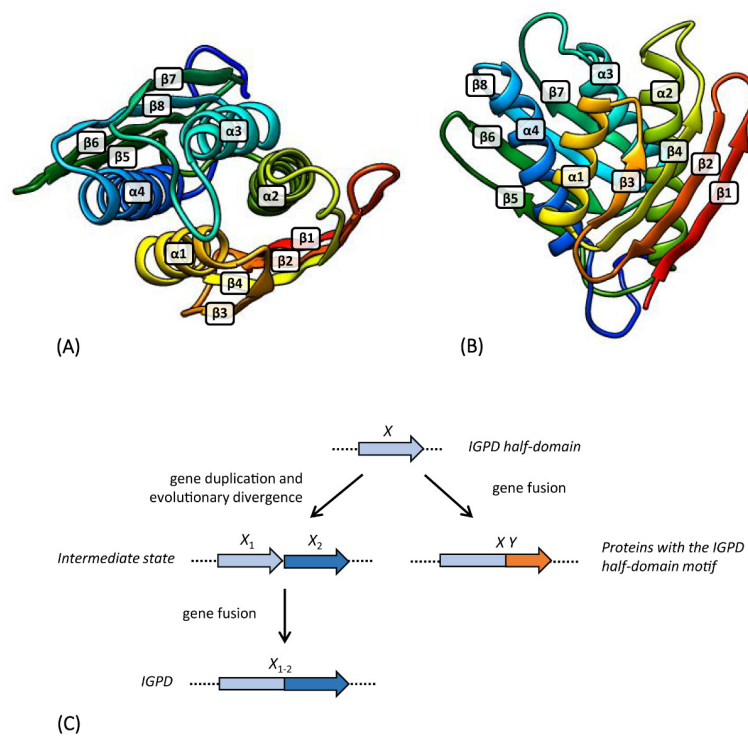 β7
β8
α3
β6
β5
α4
α2
α1
β1
β2
β4
β3
(A)
β8
β7
α3
α2
β6
α4
β4
β2
β1
α1
β3
β5
(B)
X
IGPD half-domain
gene duplication and
evolutionary divergence
gene fusion
X1
X2
X Y
Intermediate state
Proteins with the IGPD
half-domain motif
gene fusion
X1-2
IGPD
(C)